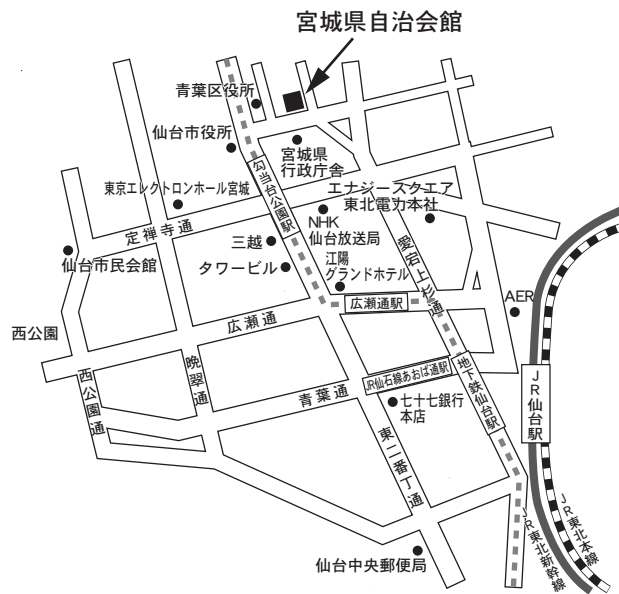 宮城県自治会館
青葉区役所
仙台市役所
宮城県
行政庁舎
勾当台公園駅
東京エレクトロンホール宮城
エナジースクエア
東北電力本社
定禅寺通
NHK
仙台放送局
三越
愛宕上杉通
仙台市民会館
タワービル
江陽
グランドホテル
広瀬通駅
AER
広瀬通
西公園
晩翠通
西公園通
JR仙石線あおば通駅
地下鉄仙台駅
JR仙台駅
青葉通
七十七銀行
本店
東二番丁通
仙台中央郵便局
JR東北新幹線
JR東北本線